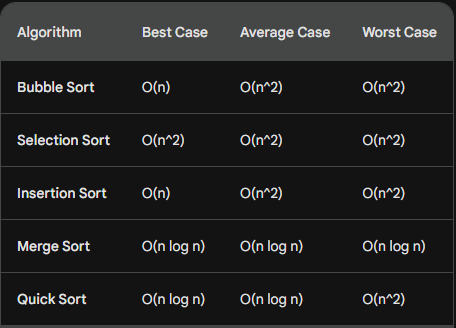 Algorithm Best Case Average Case Worst Case
Bubble Sort O(n) O(n^2) O(n^2)
Selection Sort O(n^2) O(n^2) O(n^2)
Insertion Sort O(n) O(n^2) O(n^2)
Merge Sort O(n log n) O(n log n) O(n log n)
Quick Sort O(n log n) O(n log n) O(n^2)